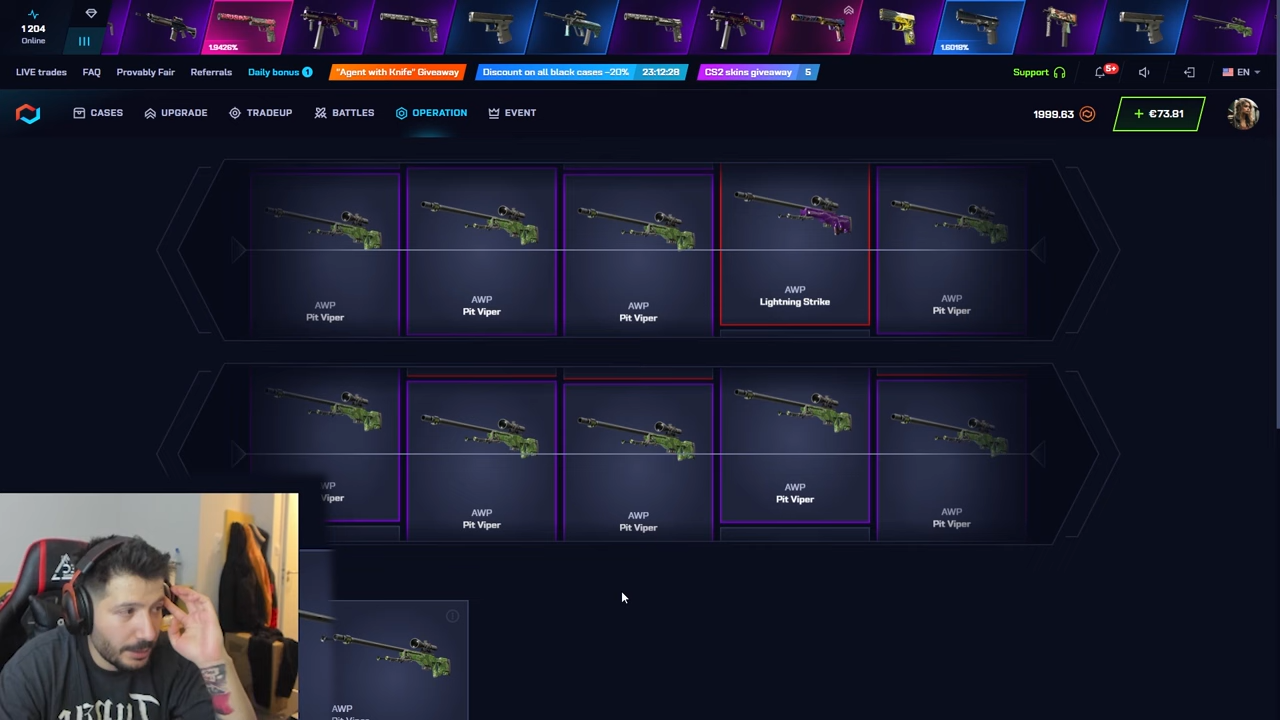 1 204
Online
1.9426%
1.6018%
LIVE trades FAQ Provably Fair Referrals Daily bonus 1 "Agent with Knife" Giveaway Discount on all black cases –20% 23:12:28 CS2 skins giveaway 5 Support 5+ EN
CASES UPGRADE TRADEUP BATTLES OPERATION EVENT 1999.63 + €73.81
AWP
Pit Viper
AWP
Pit Viper
AWP
Pit Viper
AWP
Lightning Strike
AWP
Pit Viper
WP
Viper
AWP
Pit Viper
AWP
Pit Viper
AWP
Pit Viper
AWP
Pit Viper
AWP
Pit Viper